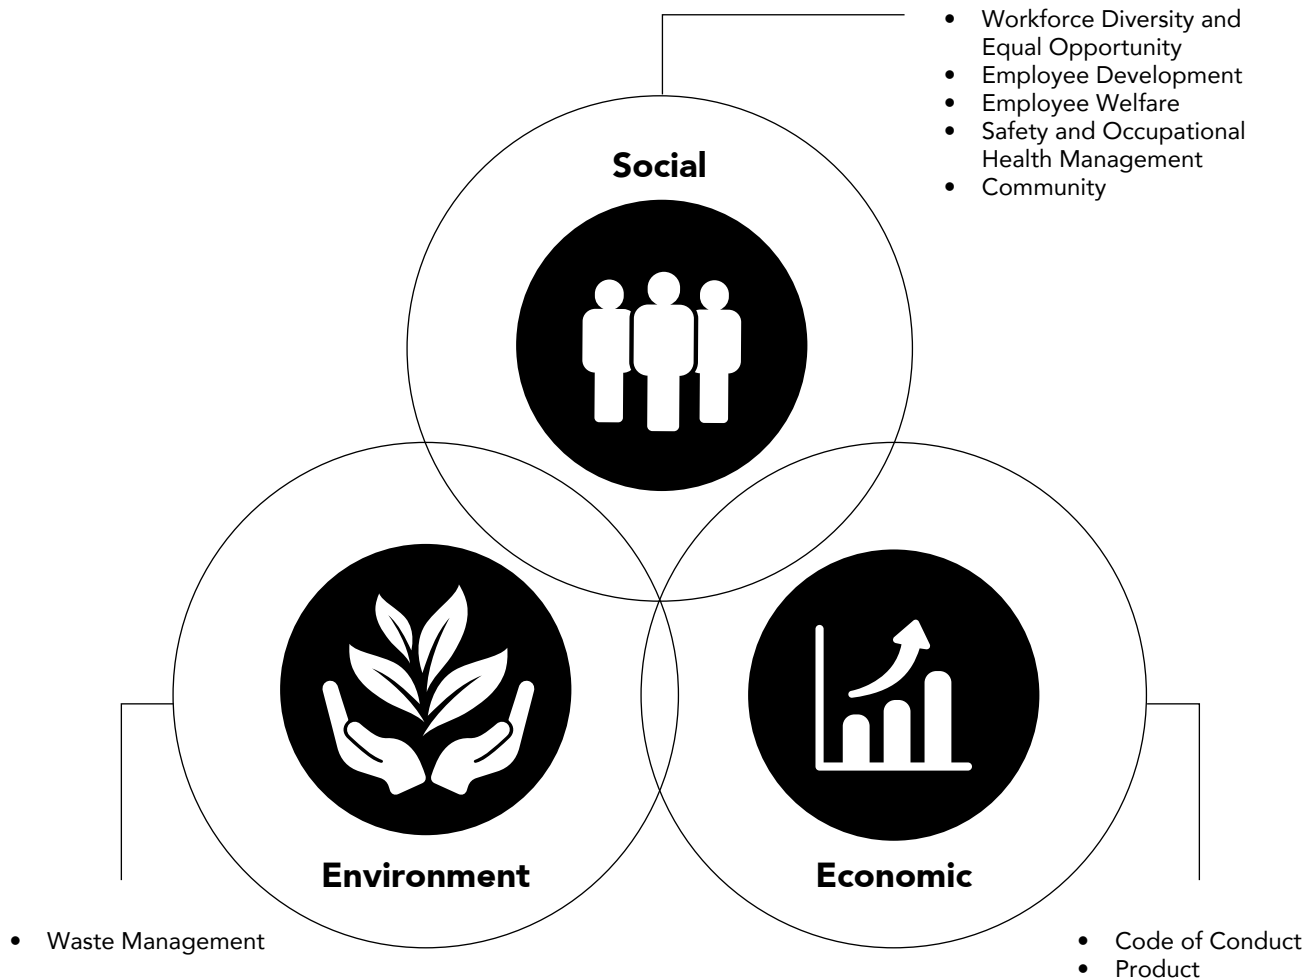 • Workforce Diversity and
Equal Opportunity
• Employee Development
• Employee Welfare
• Safety and Occupational
Health Management
• Community
Social
Environment
Economic
• Waste Management
• Code of Conduct
• Product